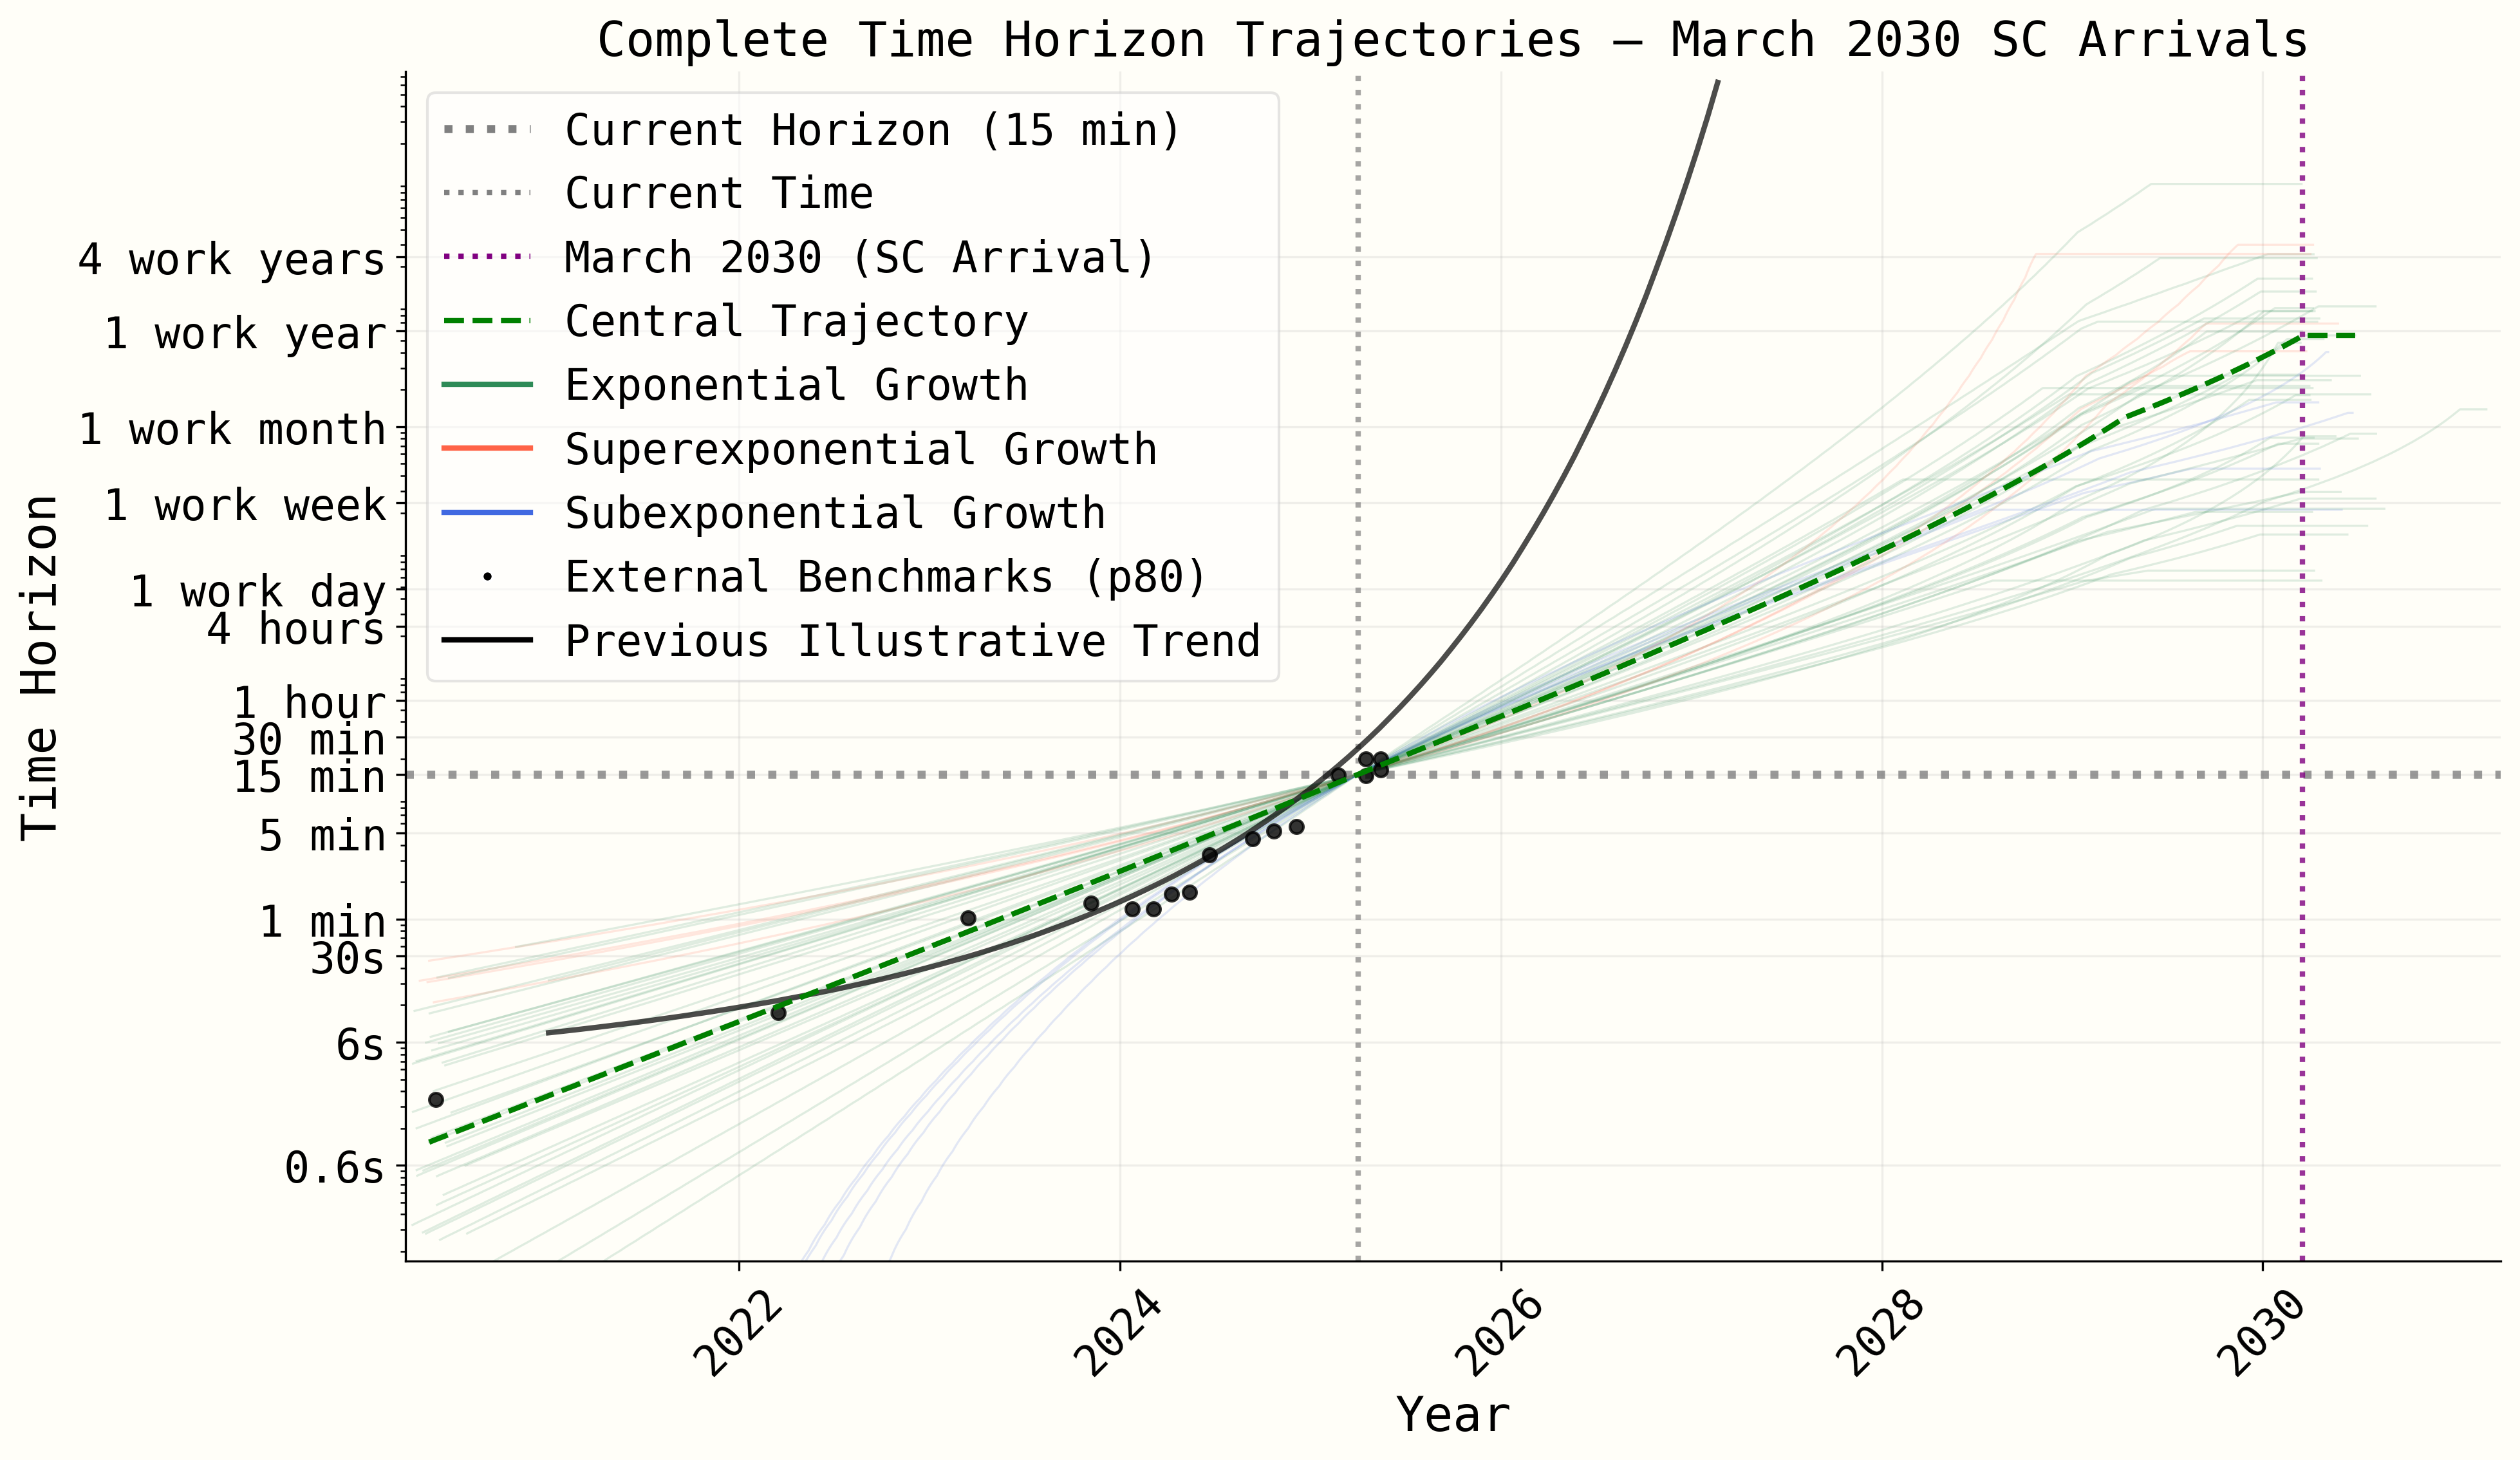 Complete Time Horizon Trajectories – March 2030 SC Arrivals
Current Horizon (15 min)
Current Time
March 2030 (SC Arrival)
Central Trajectory
Exponential Growth
Superexponential Growth
Subexponential Growth
External Benchmarks (p80)
Previous Illustrative Trend
Time Horizon
4 work years
1 work year
1 work month
1 work week
1 work day
4 hours
1 hour
30 min
15 min
5 min
1 min
30s
6s
0.6s
2022
2024
2026
2028
2030
Year